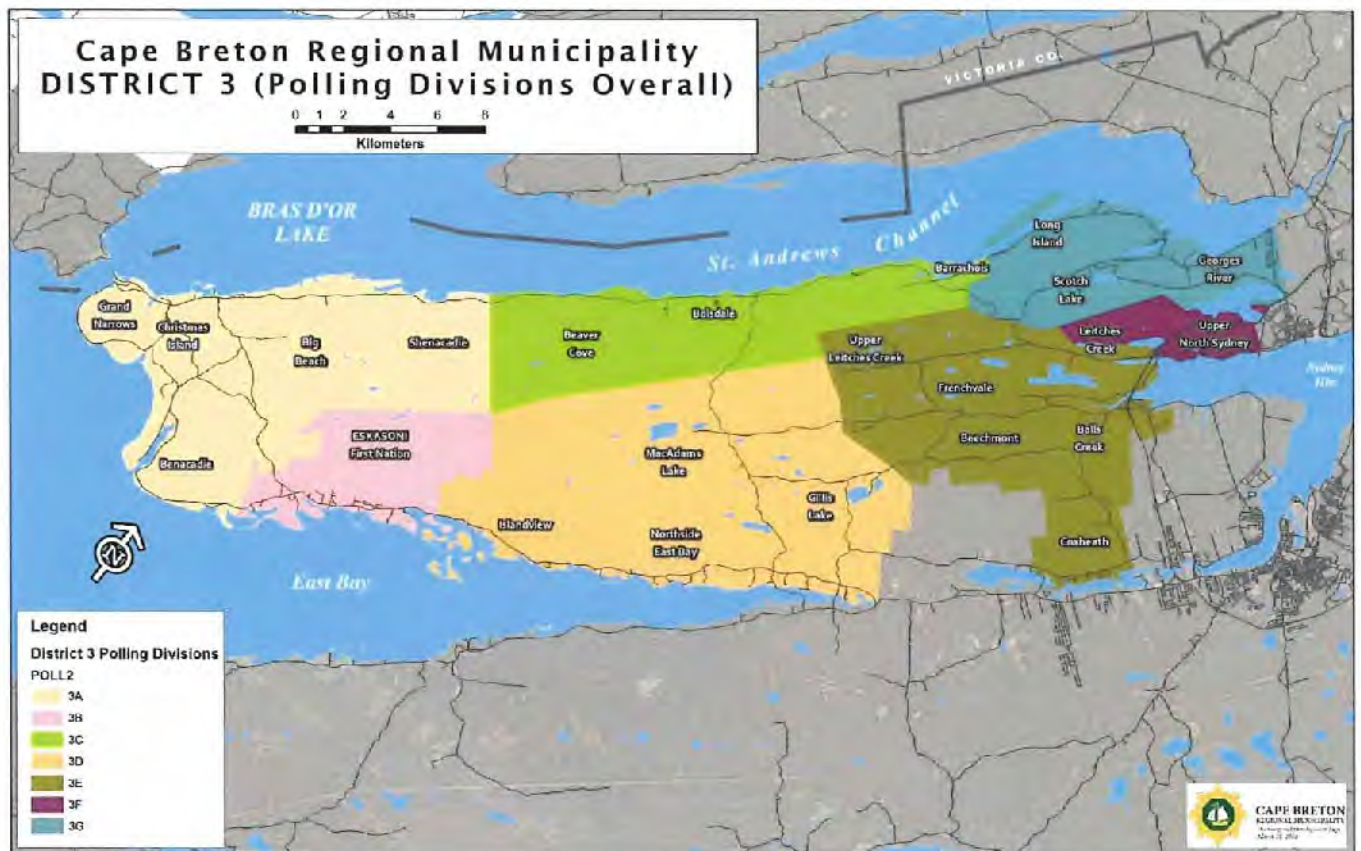 Cape Breton Regional Municipality
DISTRICT 3 (Polling Divisions Overall)
0 1 2 4 6 8
Kilometers
VICTORIA CO.
BRAS D'OR
LAKE
St. Andrews Channel
Long
Island
Barrachois
Georges
River
Scotch
Lake
Grand
Narrows
Christmas
Island
Big
Beach
Shenacadie
Beaver
Cove
Boisdale
Upper
Leitches Creek
Leitches
Creek
Upper
North Sydney
Frenchvale
ESKASONI
First Nation
Beechmont
Balls
Creek
Benacadie
MacAdams
Lake
Gillis
Lake
Islandview
Northside
East Bay
Coxheath
N
East Bay
Legend
District 3 Polling Divisions
POLL2
3A
3B
3C
3D
3E
3F
3G
CAPE BRETON
REGIONAL MUNICIPALITY